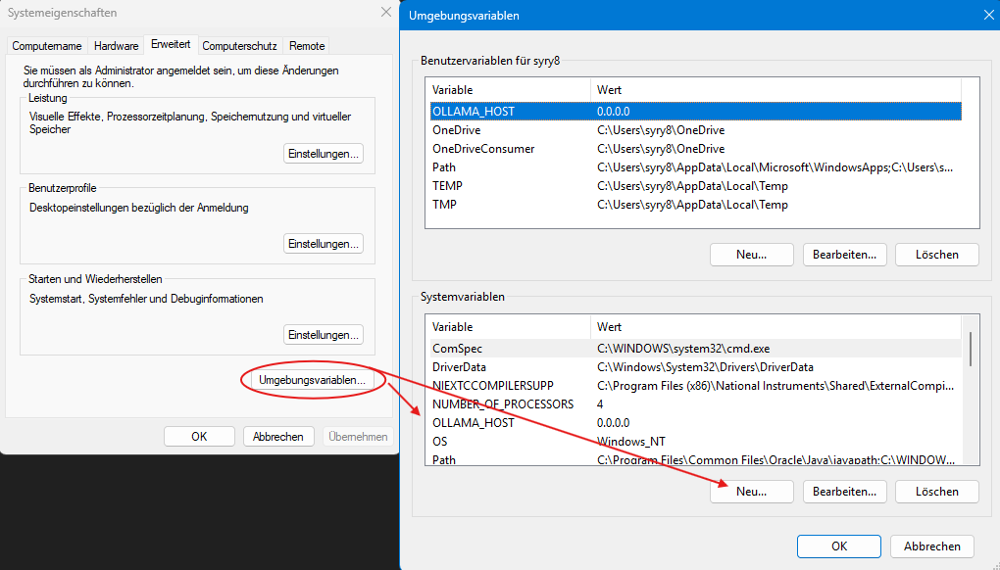 Systemeigenschaften
Computername Hardware Erweitert Computerschutz Remote
Sie müssen als Administrator angemeldet sein, um diese Änderungen
durchführen zu können.
Leistung
Visuelle Effekte, Prozessorzeitplanung, Speichernutzung und virtueller
Speicher
Einstellungen...
Benutzerprofile
Desktopeinstellungen bezüglich der Anmeldung
Einstellungen...
Starten und Wiederherstellen
Systemstart, Systemfehler und Debuginformationen
Einstellungen...
Umgebungsvariablen...
OK Abbrechen Übernehmen
Umgebungsvariablen
Benutzervariablen für syry8
Variable Wert
OLLAMA_HOST 0.0.0.0
OneDrive C:\Users\syry8\OneDrive
OneDriveConsumer C:\Users\syry8\OneDrive
Path C:\Users\syry8\AppData\Local\Microsoft\WindowsApps;C:\Users\s...
TEMP C:\Users\syry8\AppData\Local\Temp
TMP C:\Users\syry8\AppData\Local\Temp
Neu... Bearbeiten... Löschen
Systemvariablen
Variable Wert
ComSpec C:\WINDOWS\system32\cmd.exe
DriverData C:\Windows\System32\Drivers\DriverData
NIEXTCCOMPILERSUPP C:\Program Files (x86)\National Instruments\Shared\ExternalCompi...
NUMBER_OF_PROCESSORS 4
OLLAMA_HOST 0.0.0.0
OS Windows_NT
Path C:\Program Files\Common Files\Oracle\Java\javapath;C:\WINDOW...
Neu... Bearbeiten... Löschen
OK Abbrechen